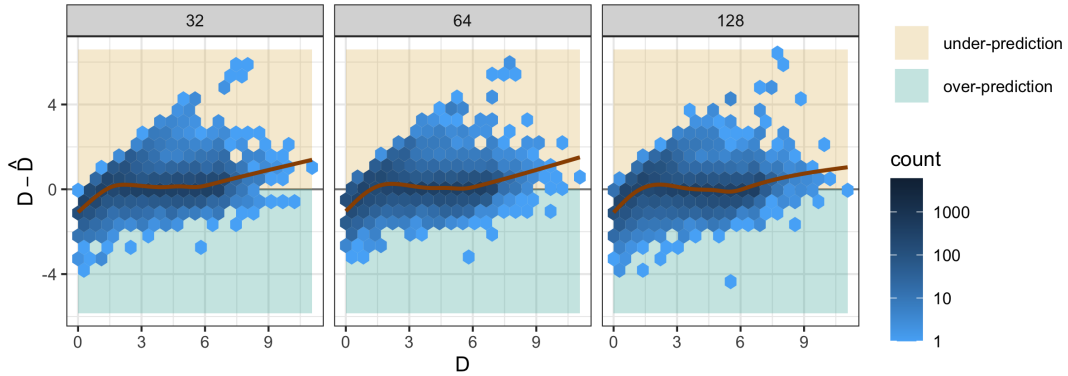 32 64 128
under-prediction
over-prediction
4
0
-4
D − D̂
0 3 6 9 0 3 6 9 0 3 6 9
D
count
1000
100
10
1